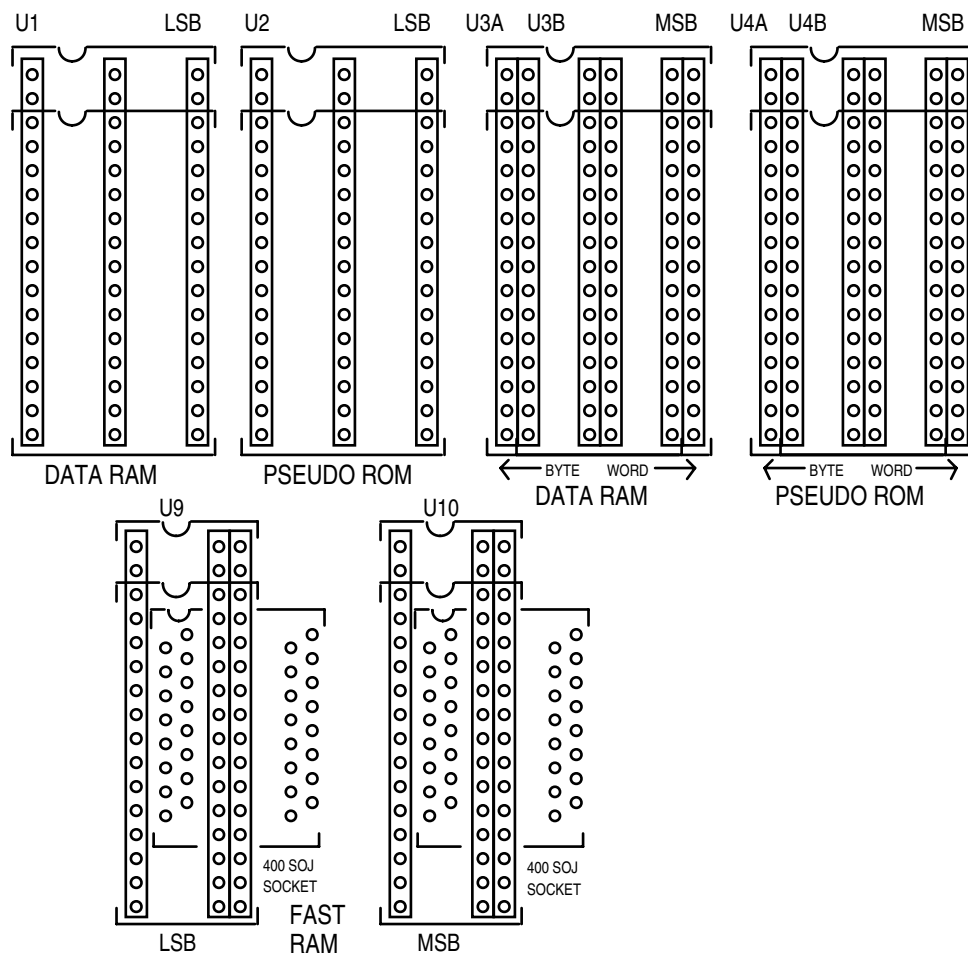 U1 LSB U2 LSB U3A U3B MSB U4A U4B MSB
BYTE WORD BYTE WORD
DATA RAM PSEUDO ROM DATA RAM PSEUDO ROM
U9 U10
400 SOJ
SOCKET
400 SOJ
SOCKET
FAST
RAM
LSB MSB